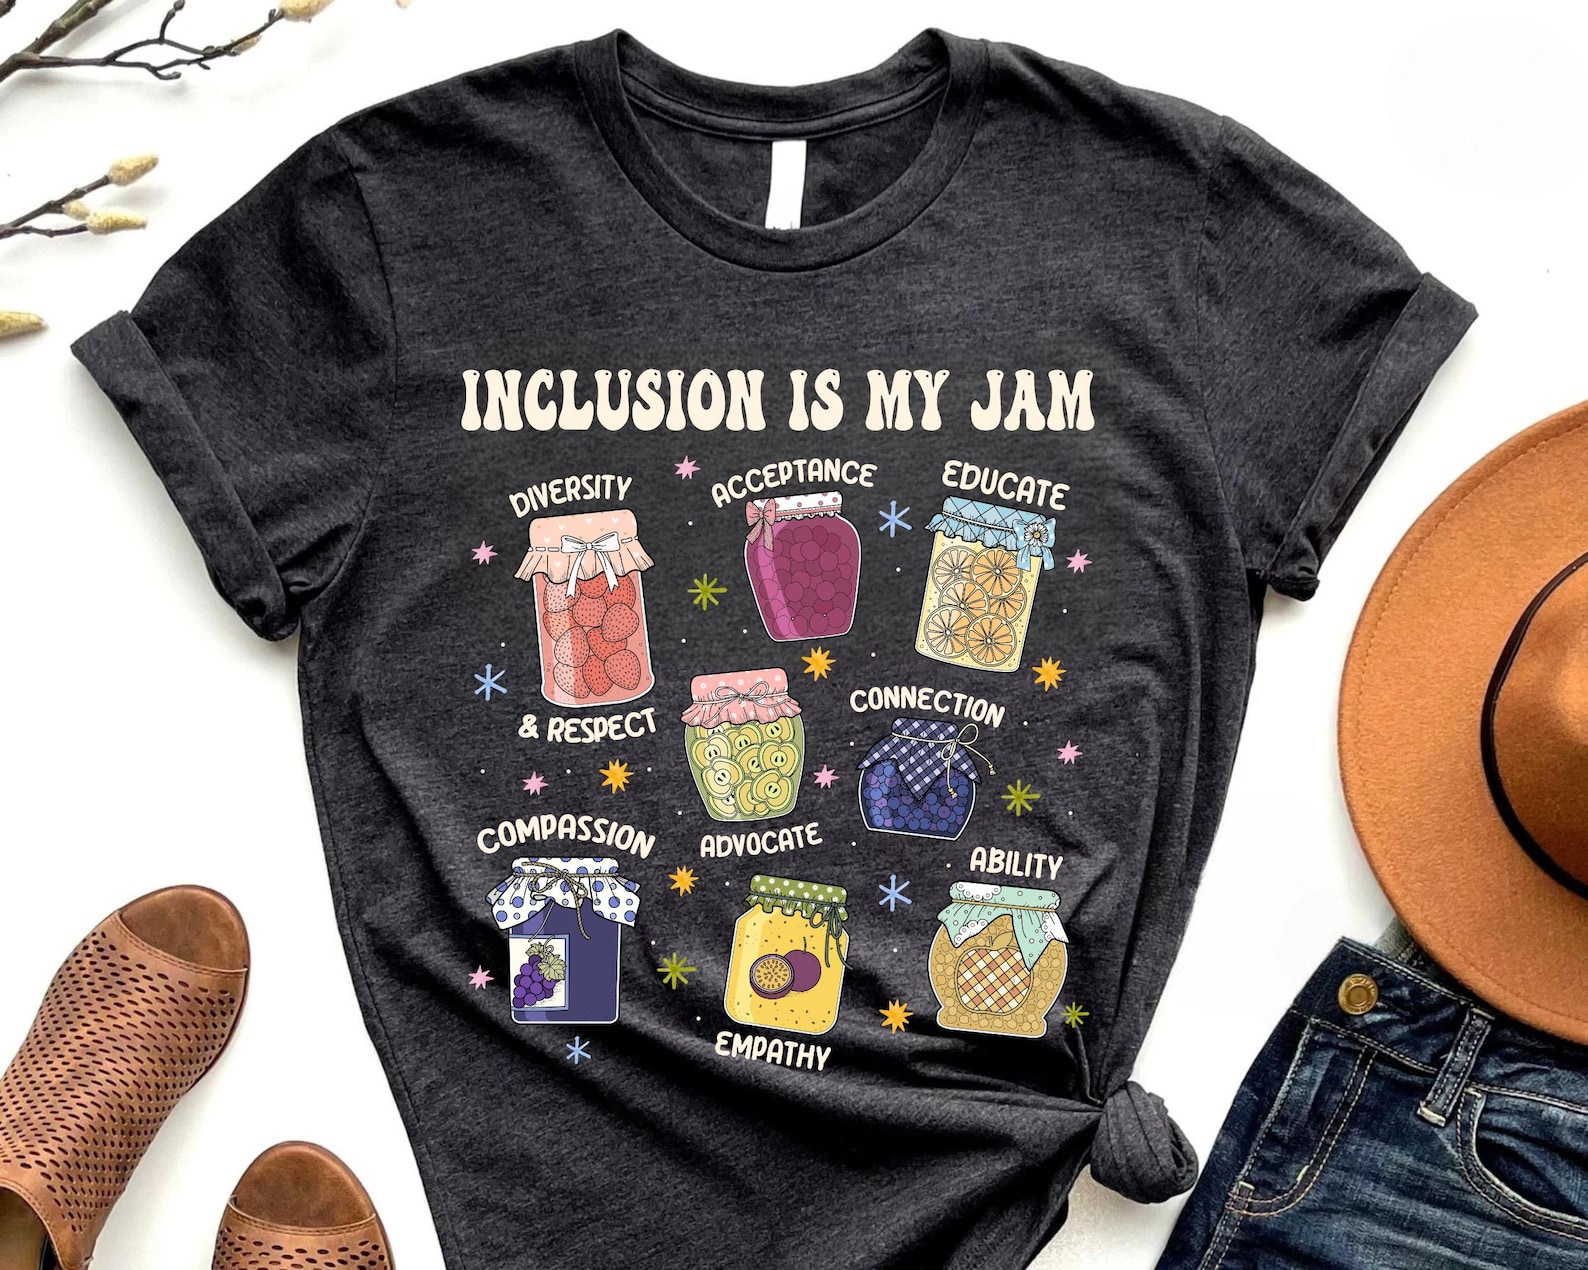 INCLUSION IS MY JAM
DIVERSITY
& RESPECT
ACCEPTANCE
EDUCATE
ADVOCATE
CONNECTION
COMPASSION
EMPATHY
ABILITY